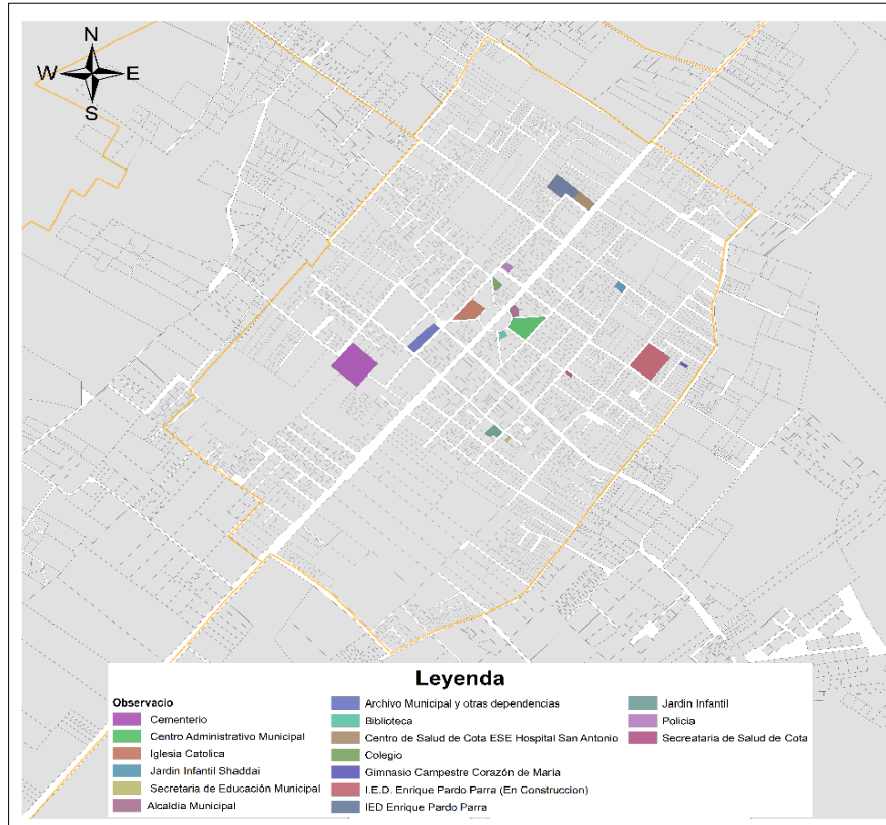 N
W E
S
Leyenda
Observacio
Cementerio
Centro Administrativo Municipal
Iglesia Catolica
Jardin Infantil Shaddai
Secretaria de Educación Municipal
Alcaldia Municipal
Archivo Municipal y otras dependencias
Biblioteca
Centro de Salud de Cota ESE Hospital San Antonio
Colegio
Gimnasio Campestre Corazón de Maria
I.E.D. Enrique Pardo Parra (En Construccion)
IED Enrique Pardo Parra
Jardin Infantil
Policia
Secreataria de Salud de Cota